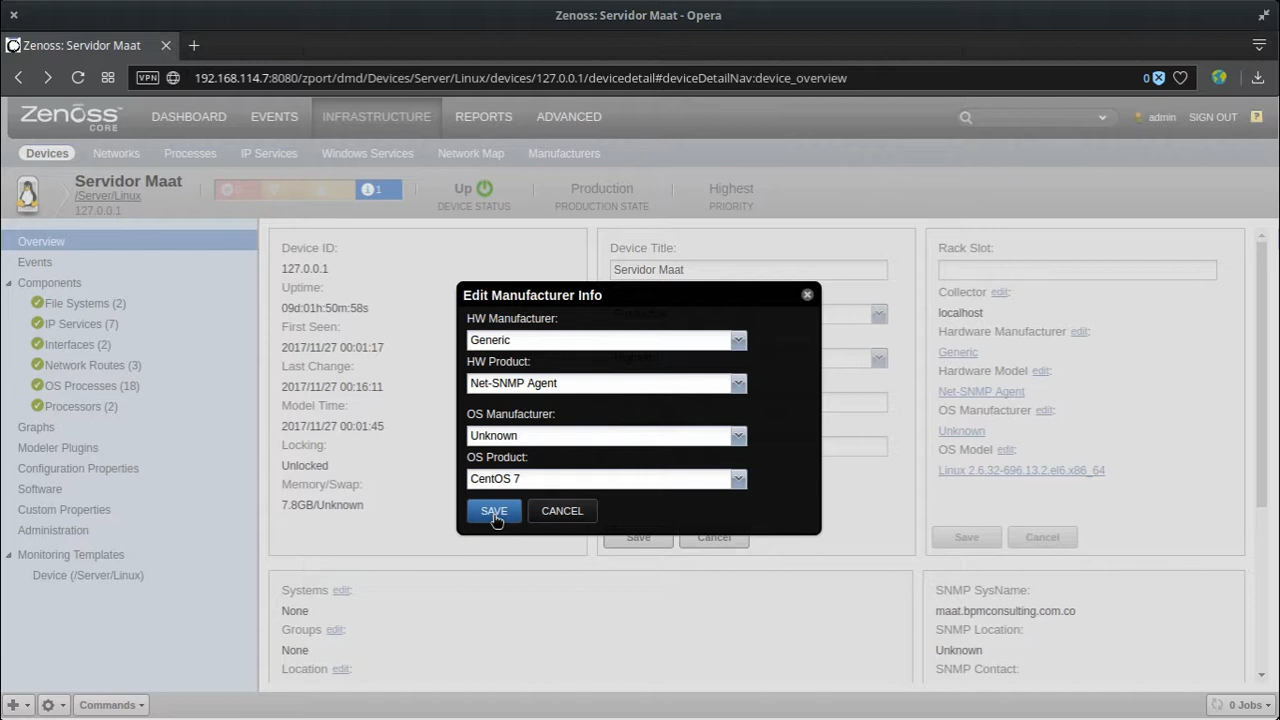 Zenoss: Servidor Maat - Opera
Zenoss: Servidor Maat
VPN 192.168.114.7:8080/zport/dmd/Devices/Server/Linux/devices/127.0.0.1/devicedetail#deviceDetailNav:device_overview 0
Zenoss CORE DASHBOARD EVENTS INFRASTRUCTURE REPORTS ADVANCED admin SIGN OUT ?
Devices Networks Processes IP Services Windows Services Network Map Manufacturers
Servidor Maat
/Server/Linux
127.0.0.1
0 1
Up
DEVICE STATUS
Production
PRODUCTION STATE
Highest
PRIORITY
Overview
Events
Components
File Systems (2)
IP Services (7)
Interfaces (2)
Network Routes (3)
OS Processes (18)
Processors (2)
Graphs
Modeler Plugins
Configuration Properties
Software
Custom Properties
Administration
Monitoring Templates
Device (/Server/Linux)
Device ID:
127.0.0.1
Uptime:
09d:01h:50m:58s
First Seen:
2017/11/27 00:01:17
Last Change:
2017/11/27 00:16:11
Model Time:
2017/11/27 00:01:45
Locking:
Unlocked
Memory/Swap:
7.8GB/Unknown
Device Title:
Servidor Maat
Edit Manufacturer Info
HW Manufacturer:
Generic
HW Product:
Net-SNMP Agent
OS Manufacturer:
Unknown
OS Product:
CentOS 7
SAVE CANCEL
Save Cancel
Rack Slot:
Collector edit:
localhost
Hardware Manufacturer edit:
Generic
Hardware Model edit:
Net-SNMP Agent
OS Manufacturer edit:
Unknown
OS Model edit:
Linux 2.6.32-696.13.2.el6.x86_64
Save Cancel
Systems edit:
None
Groups edit:
None
Location edit:
SNMP SysName:
maat.bpmconsulting.com.co
SNMP Location:
Unknown
SNMP Contact:
Commands
0 Jobs